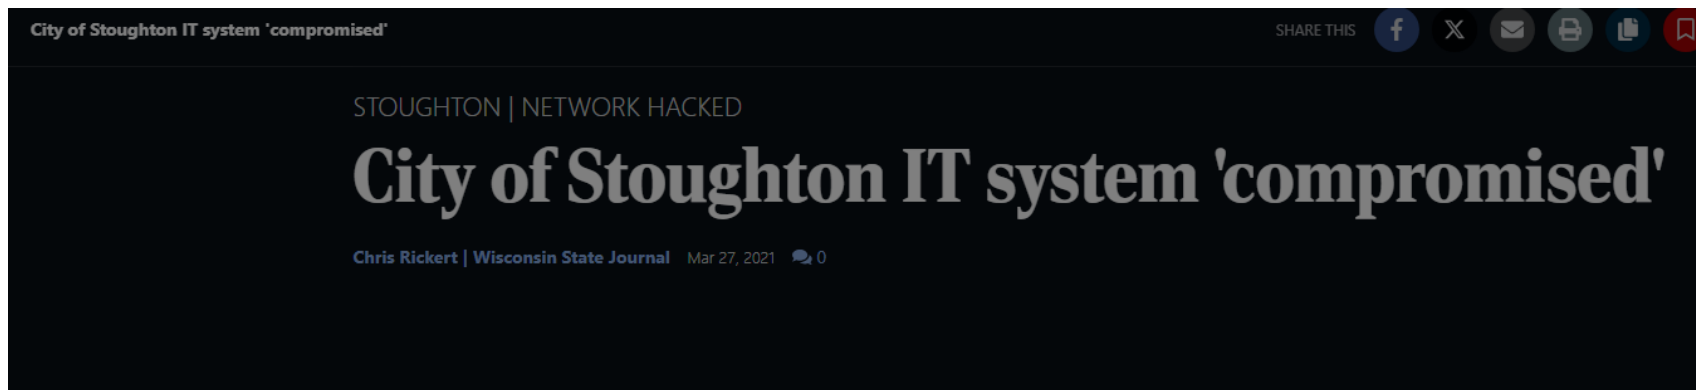 City of Stoughton IT system 'compromised'
SHARE THIS
STOUGHTON | NETWORK HACKED
City of Stoughton IT system 'compromised'
Chris Rickert | Wisconsin State Journal Mar 27, 2021 0